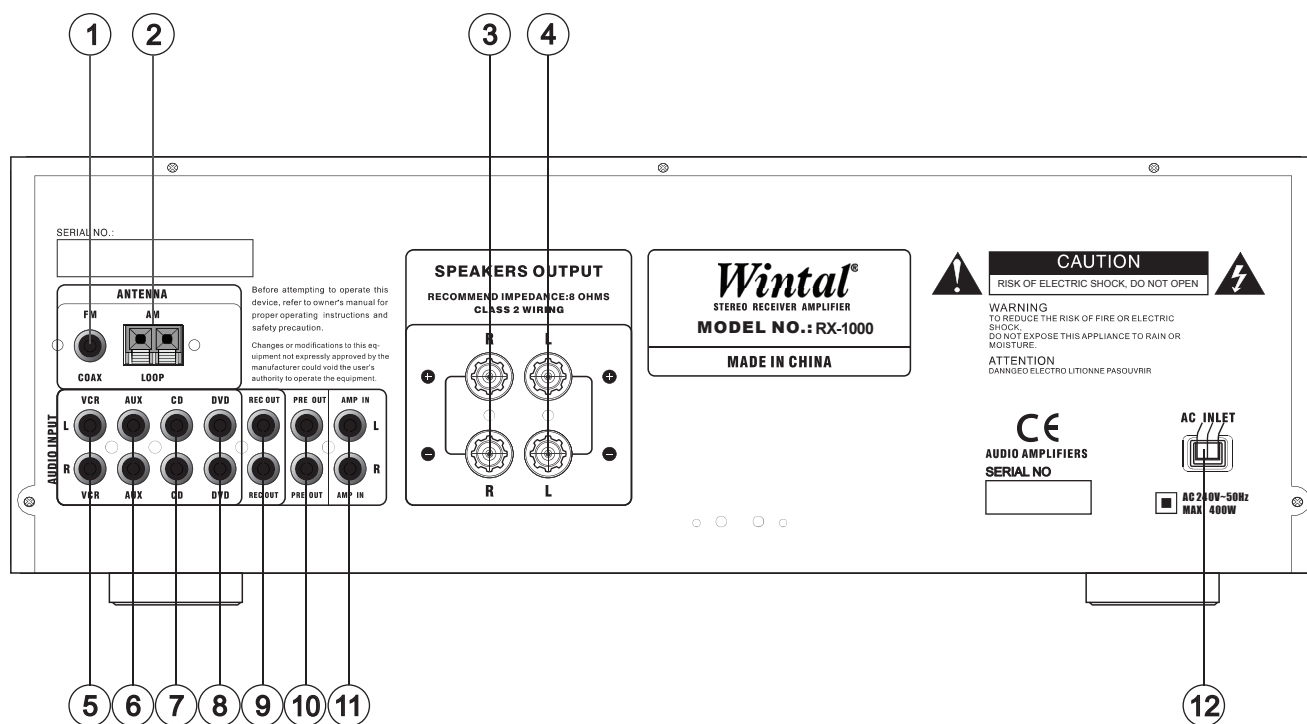 1 2 3 4
SERIAL NO.:
ANTENNA
FM AM
COAX LOOP
Before attempting to operate this
device, refer to owner's manual for
proper operating instructions and
safety precaution.
Changes or modifications to this eq-
uipment not expressly approved by the
manufacturer could void the user's
authority to operate the equipment.
AUDIO INPUT
VCR AUX CD DVD REC OUT PRE OUT AMP IN
L L
R R
VCR AUX CD DVD REC OUT PRE OUT AMP IN
SPEAKERS OUTPUT
RECOMMEND IMPEDANCE:8 OHMS
CLASS 2 WIRING
R L
+ +
- -
R L
Wintal®
STEREO RECEIVER AMPLIFIER
MODEL NO.: RX-1000
MADE IN CHINA
CAUTION
RISK OF ELECTRIC SHOCK, DO NOT OPEN
WARNING
TO REDUCE THE RISK OF FIRE OR ELECTRIC
SHOCK,
DO NOT EXPOSE THIS APPLIANCE TO RAIN OR
MOISTURE.
ATTENTION
DANNGEO ELECTRO LITIONNE PASOUVRIR
CE
AUDIO AMPLIFIERS
SERIAL NO
AC INLET
AC 240V~50Hz
MAX 400W
5 6 7 8 9 10 11 12